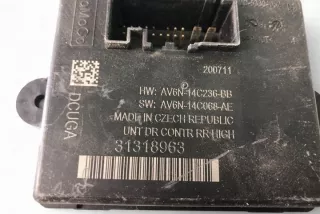 200711
HW: AV6N-14C236-BB
SW: AV6N-14C068-AE
MADE IN CZECH REPUBLIC
UNT DR CONTR RR HIGH
31318963
DCUGA